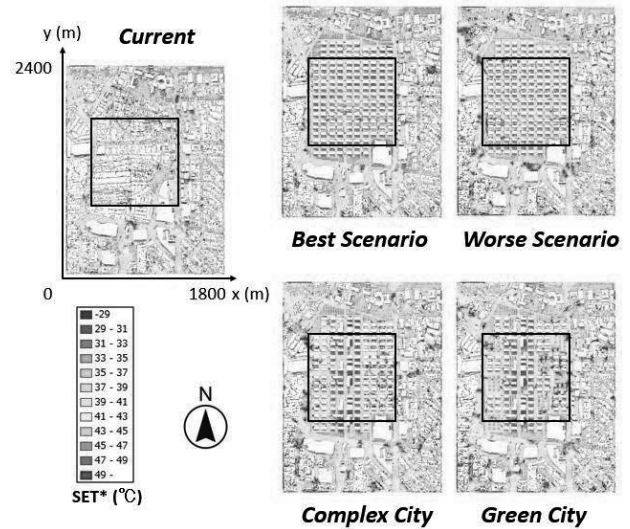 y (m)
Current
2400
0
1800 x (m)
-29
29 - 31
31 - 33
33 - 35
35 - 37
37 - 39
39 - 41
41 - 43
43 - 45
45 - 47
47 - 49
49 -
SET* (℃)
N
Best Scenario
Worse Scenario
Complex City
Green City